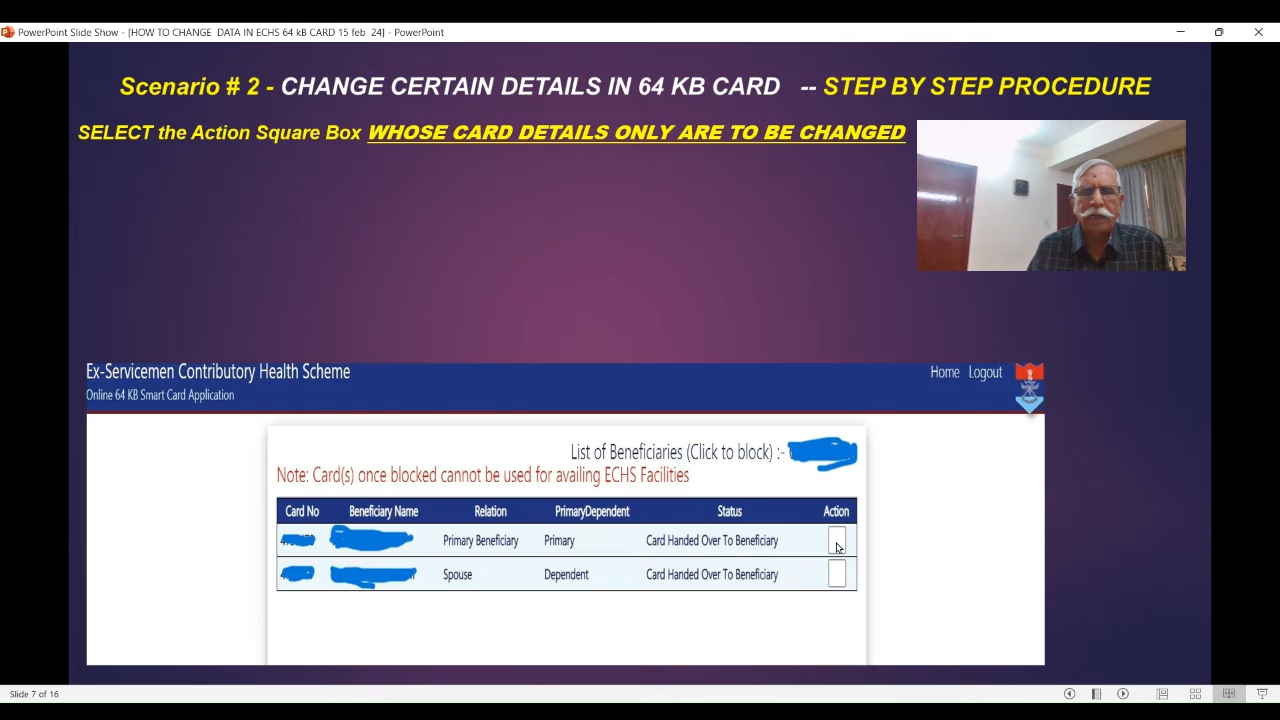 PowerPoint Slide Show - [HOW TO CHANGE DATA IN ECHS 64 kB CARD 15 feb 24] - PowerPoint
Scenario # 2 - CHANGE CERTAIN DETAILS IN 64 KB CARD -- STEP BY STEP PROCEDURE
SELECT the Action Square Box WHOSE CARD DETAILS ONLY ARE TO BE CHANGED
Ex-Servicemen Contributory Health Scheme
Home Logout
Online 64 KB Smart Card Application
List of Beneficiaries (Click to block) :-
Note: Card(s) once blocked cannot be used for availing ECHS Facilities
Card No Beneficiary Name Relation PrimaryDependent Status Action
Primary Beneficiary Primary Card Handed Over To Beneficiary
Spouse Dependent Card Handed Over To Beneficiary
Slide 7 of 16